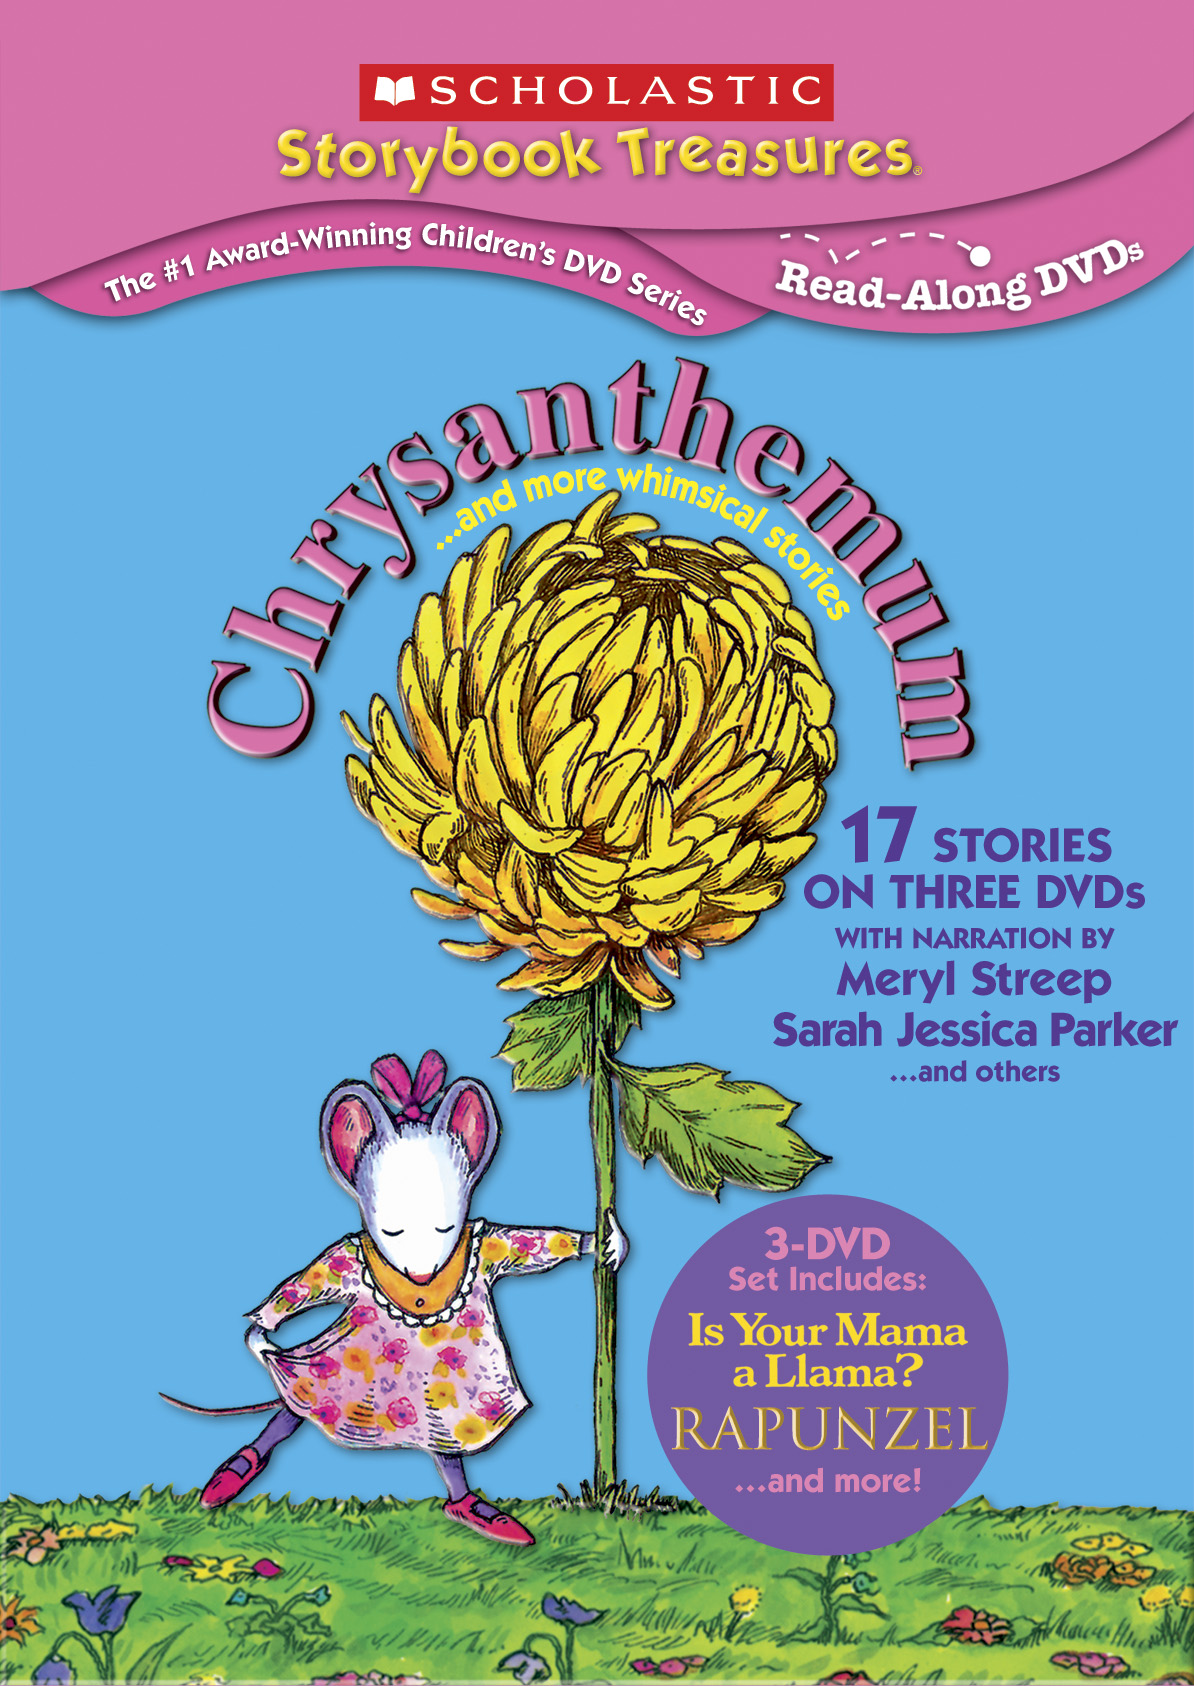 SCHOLASTIC
Storybook Treasures®
The #1 Award-Winning Children's DVD Series
Read-Along DVDs
Chrysanthemum
...and more whimsical stories
17 STORIES
ON THREE DVDs
WITH NARRATION BY
Meryl Streep
Sarah Jessica Parker
...and others
3-DVD
Set Includes:
Is Your Mama
a Llama?
RAPUNZEL
...and more!